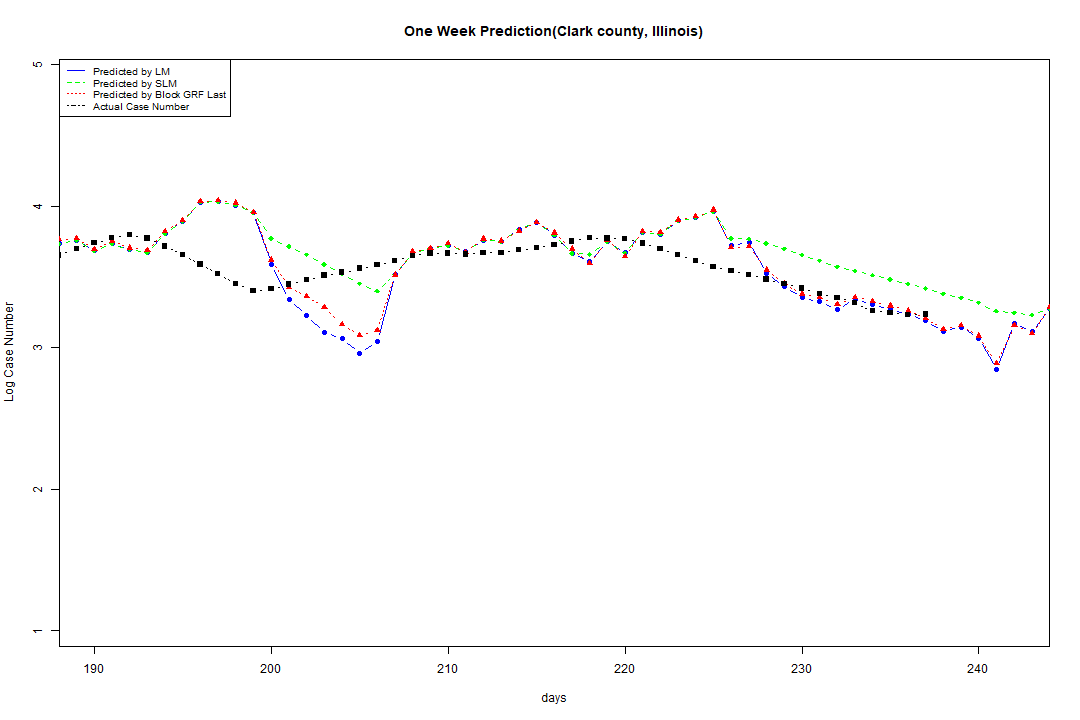 One Week Prediction(Clark county, Illinois)
Predicted by LM
Predicted by SLM
Predicted by Block GRF Last
Actual Case Number
5
4
3
2
1
Log Case Number
190 200 210 220 230 240
days